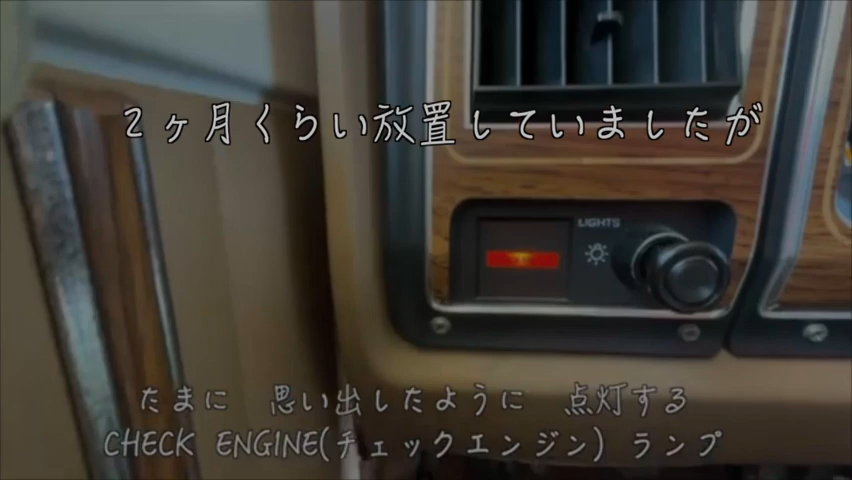 ２ヶ月くらい放置していましたが
LIGHTS
たまに　思い出したように　点灯する
CHECK ENGINE(チェックエンジン) ランプ